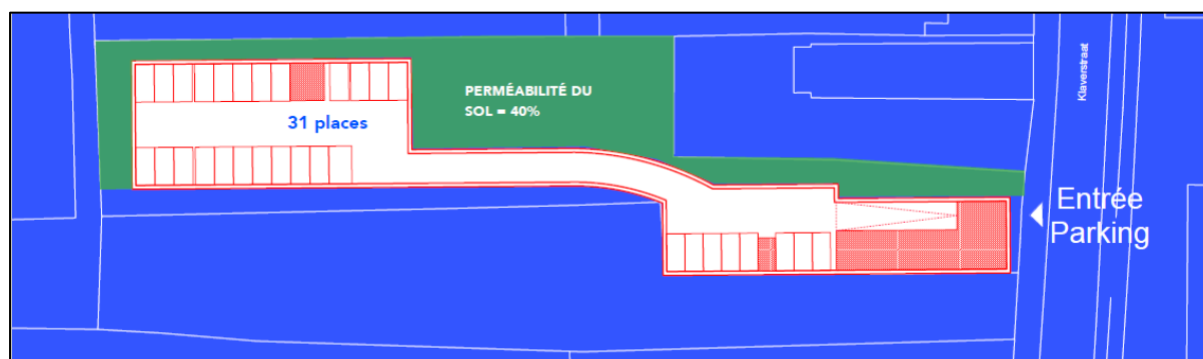 PERMÉABILITÉ DU
SOL = 40%
31 places
Klaverstraat
Entrée
Parking